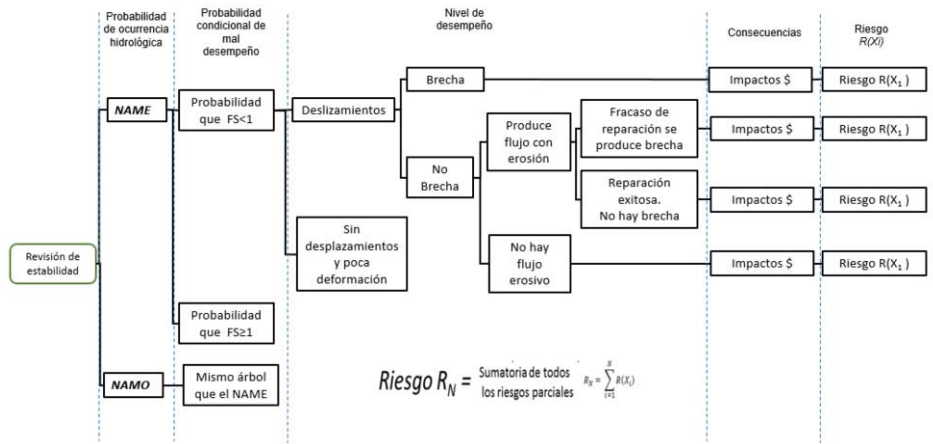 Probabilidad
de ocurrencia
hidrológica
Probabilidad
condicional de
mal
desempeño
Nivel de
desempeño
Consecuencias
Riesgo
R(Xi)
Revisión de
estabilidad
NAME
Probabilidad
que FS<1
Deslizamientos
Brecha
Impactos $
Riesgo R(X₁ )
No
Brecha
Produce
flujo con
erosión
Fracaso de
reparación se
produce brecha
Impactos $
Riesgo R(X₁ )
Reparación
exitosa.
No hay brecha
Impactos $
Riesgo R(X₁ )
No hay
flujo
erosivo
Impactos $
Riesgo R(X₁ )
Sin
desplazamientos
y poca
deformación
Probabilidad
que FS≥1
NAMO
Mismo árbol
que el NAME
Riesgo R_N = Sumatoria de todos
los riesgos parciales
R_N = ∑_{i=1}^{N} R(X_i)